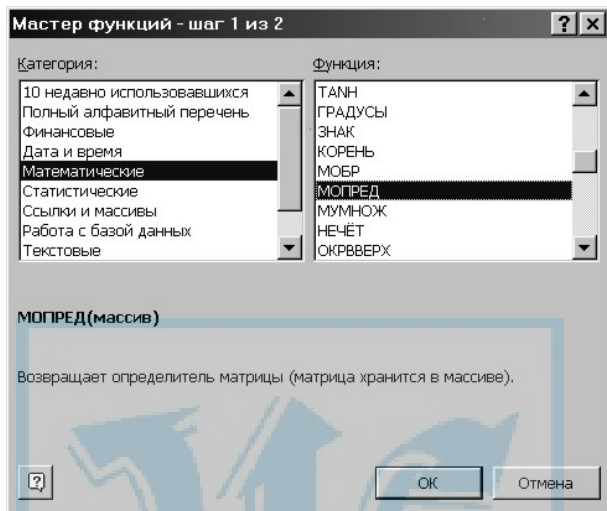 Мастер функций - шаг 1 из 2
Категория:
10 недавно использовавшихся
Полный алфавитный перечень
Финансовые
Дата и время
Математические
Статистические
Ссылки и массивы
Работа с базой данных
Текстовые
Функция:
TANH
ГРАДУСЫ
ЗНАК
КОРЕНЬ
МОБР
МОПРЕД
МУМНОЖ
НЕЧЁТ
ОКРВВЕРХ
МОПРЕД(массив)
Возвращает определитель матрицы (матрица хранится в массиве).
ОК
Отмена